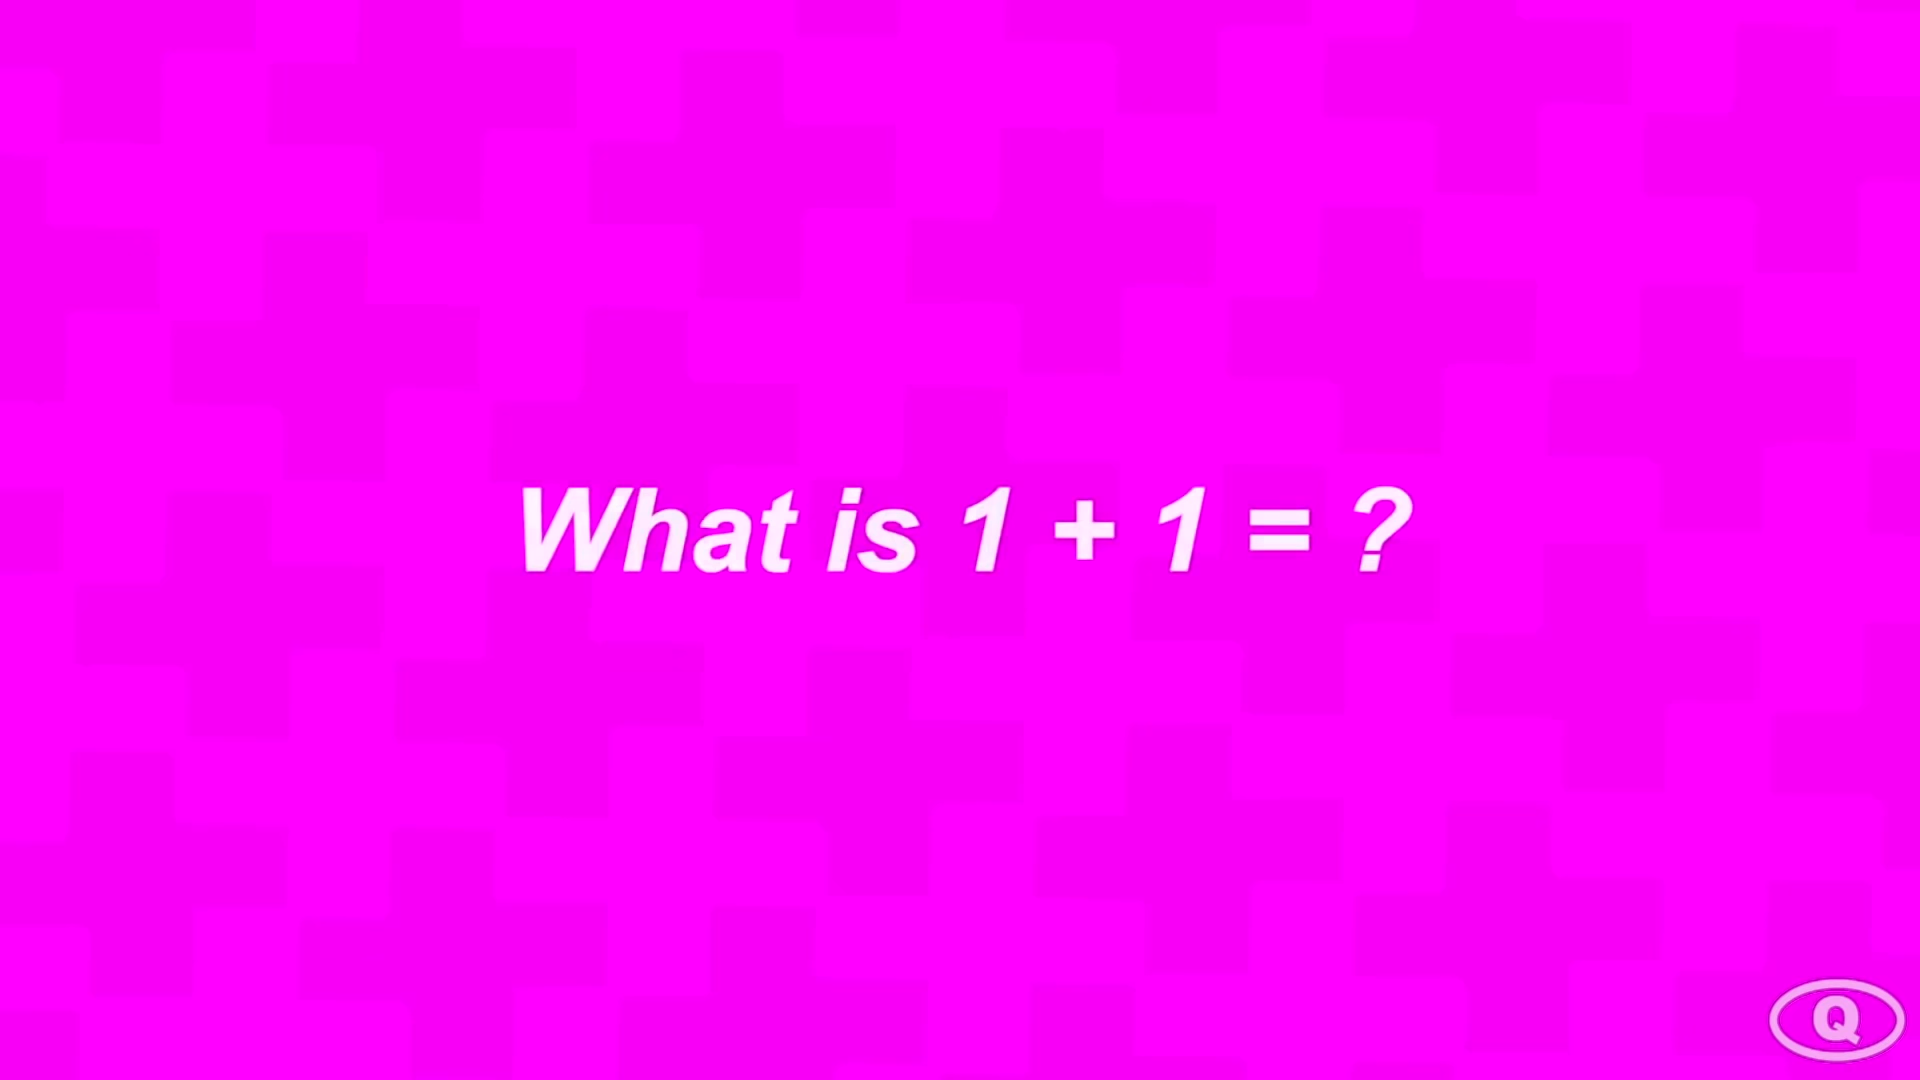 What is 1 + 1 = ?
Q